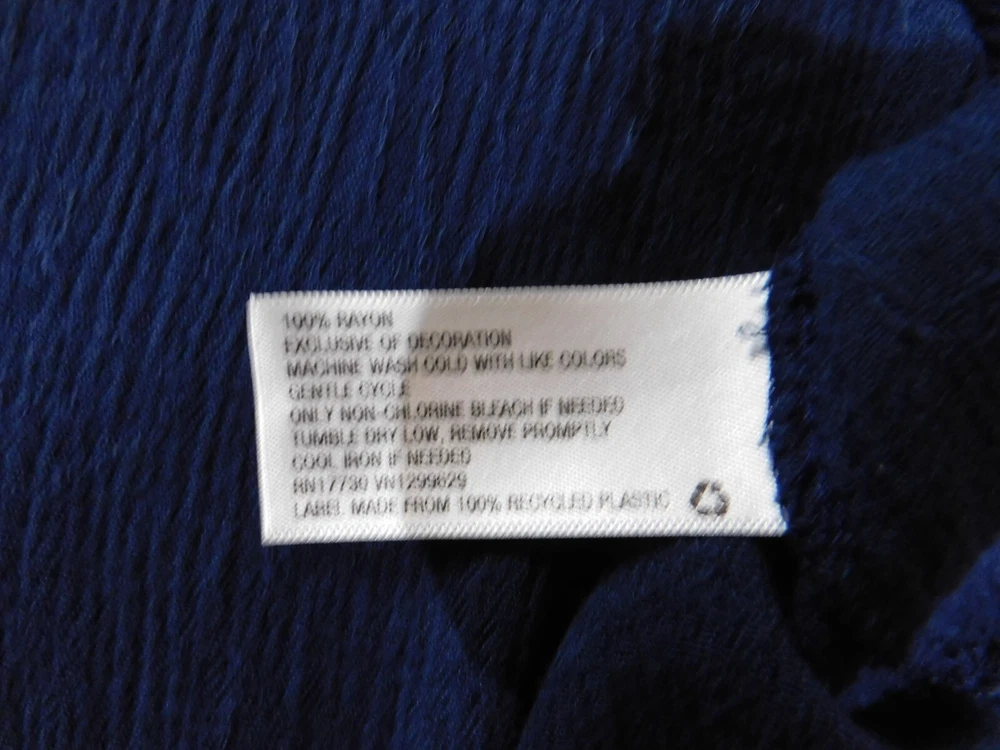 100% RAYON
EXCLUSIVE OF DECORATION
MACHINE WASH COLD WITH LIKE COLORS
GENTLE CYCLE
ONLY NON-CHLORINE BLEACH IF NEEDED
TUMBLE DRY LOW, REMOVE PROMPTLY
COOL IRON IF NEEDED
RN17730 VN1299629
LABEL MADE FROM 100% RECYCLED PLASTIC